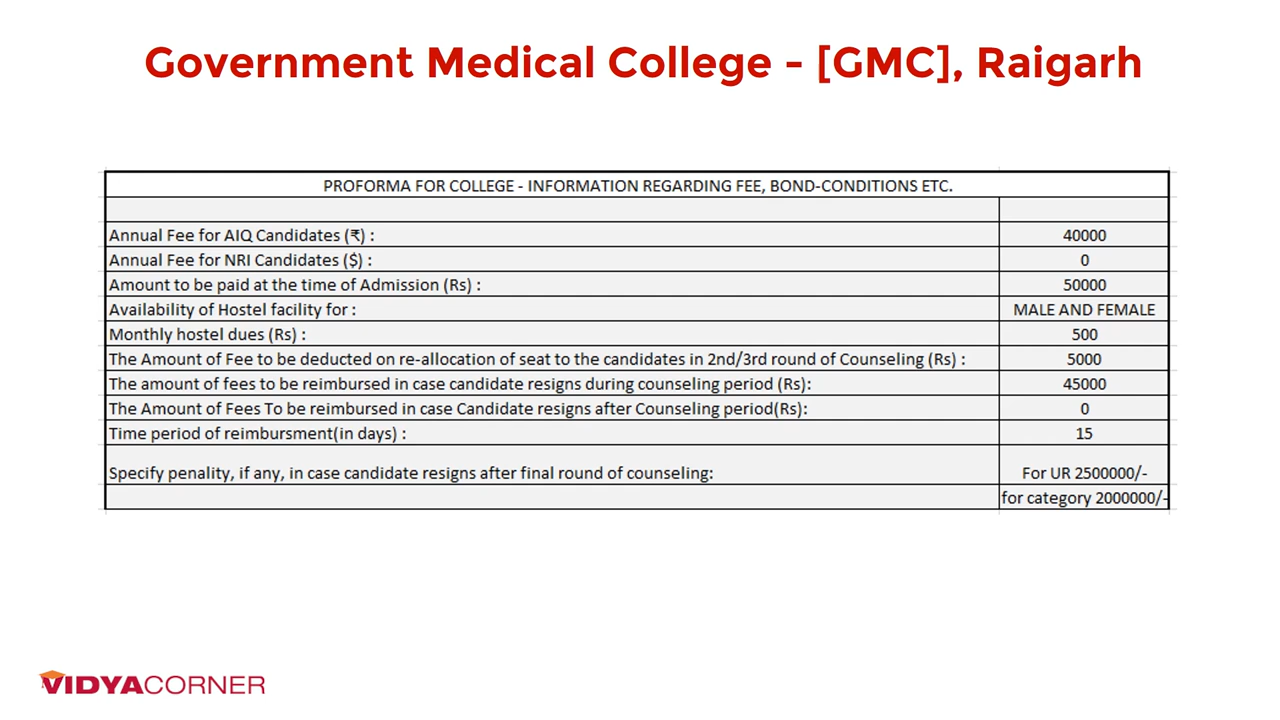 Government Medical College - [GMC], Raigarh
PROFORMA FOR COLLEGE - INFORMATION REGARDING FEE, BOND-CONDITIONS ETC.
Annual Fee for AIQ Candidates (₹) : 40000
Annual Fee for NRI Candidates ($) : 0
Amount to be paid at the time of Admission (Rs) : 50000
Availability of Hostel facility for : MALE AND FEMALE
Monthly hostel dues (Rs) : 500
The Amount of Fee to be deducted on re-allocation of seat to the candidates in 2nd/3rd round of Counseling (Rs) : 5000
The amount of fees to be reimbursed in case candidate resigns during counseling period (Rs): 45000
The Amount of Fees To be reimbursed in case Candidate resigns after Counseling period(Rs): 0
Time period of reimbursment(in days) : 15
Specify penality, if any, in case candidate resigns after final round of counseling: For UR 2500000/-
for category 2000000/-
VIDYACORNER